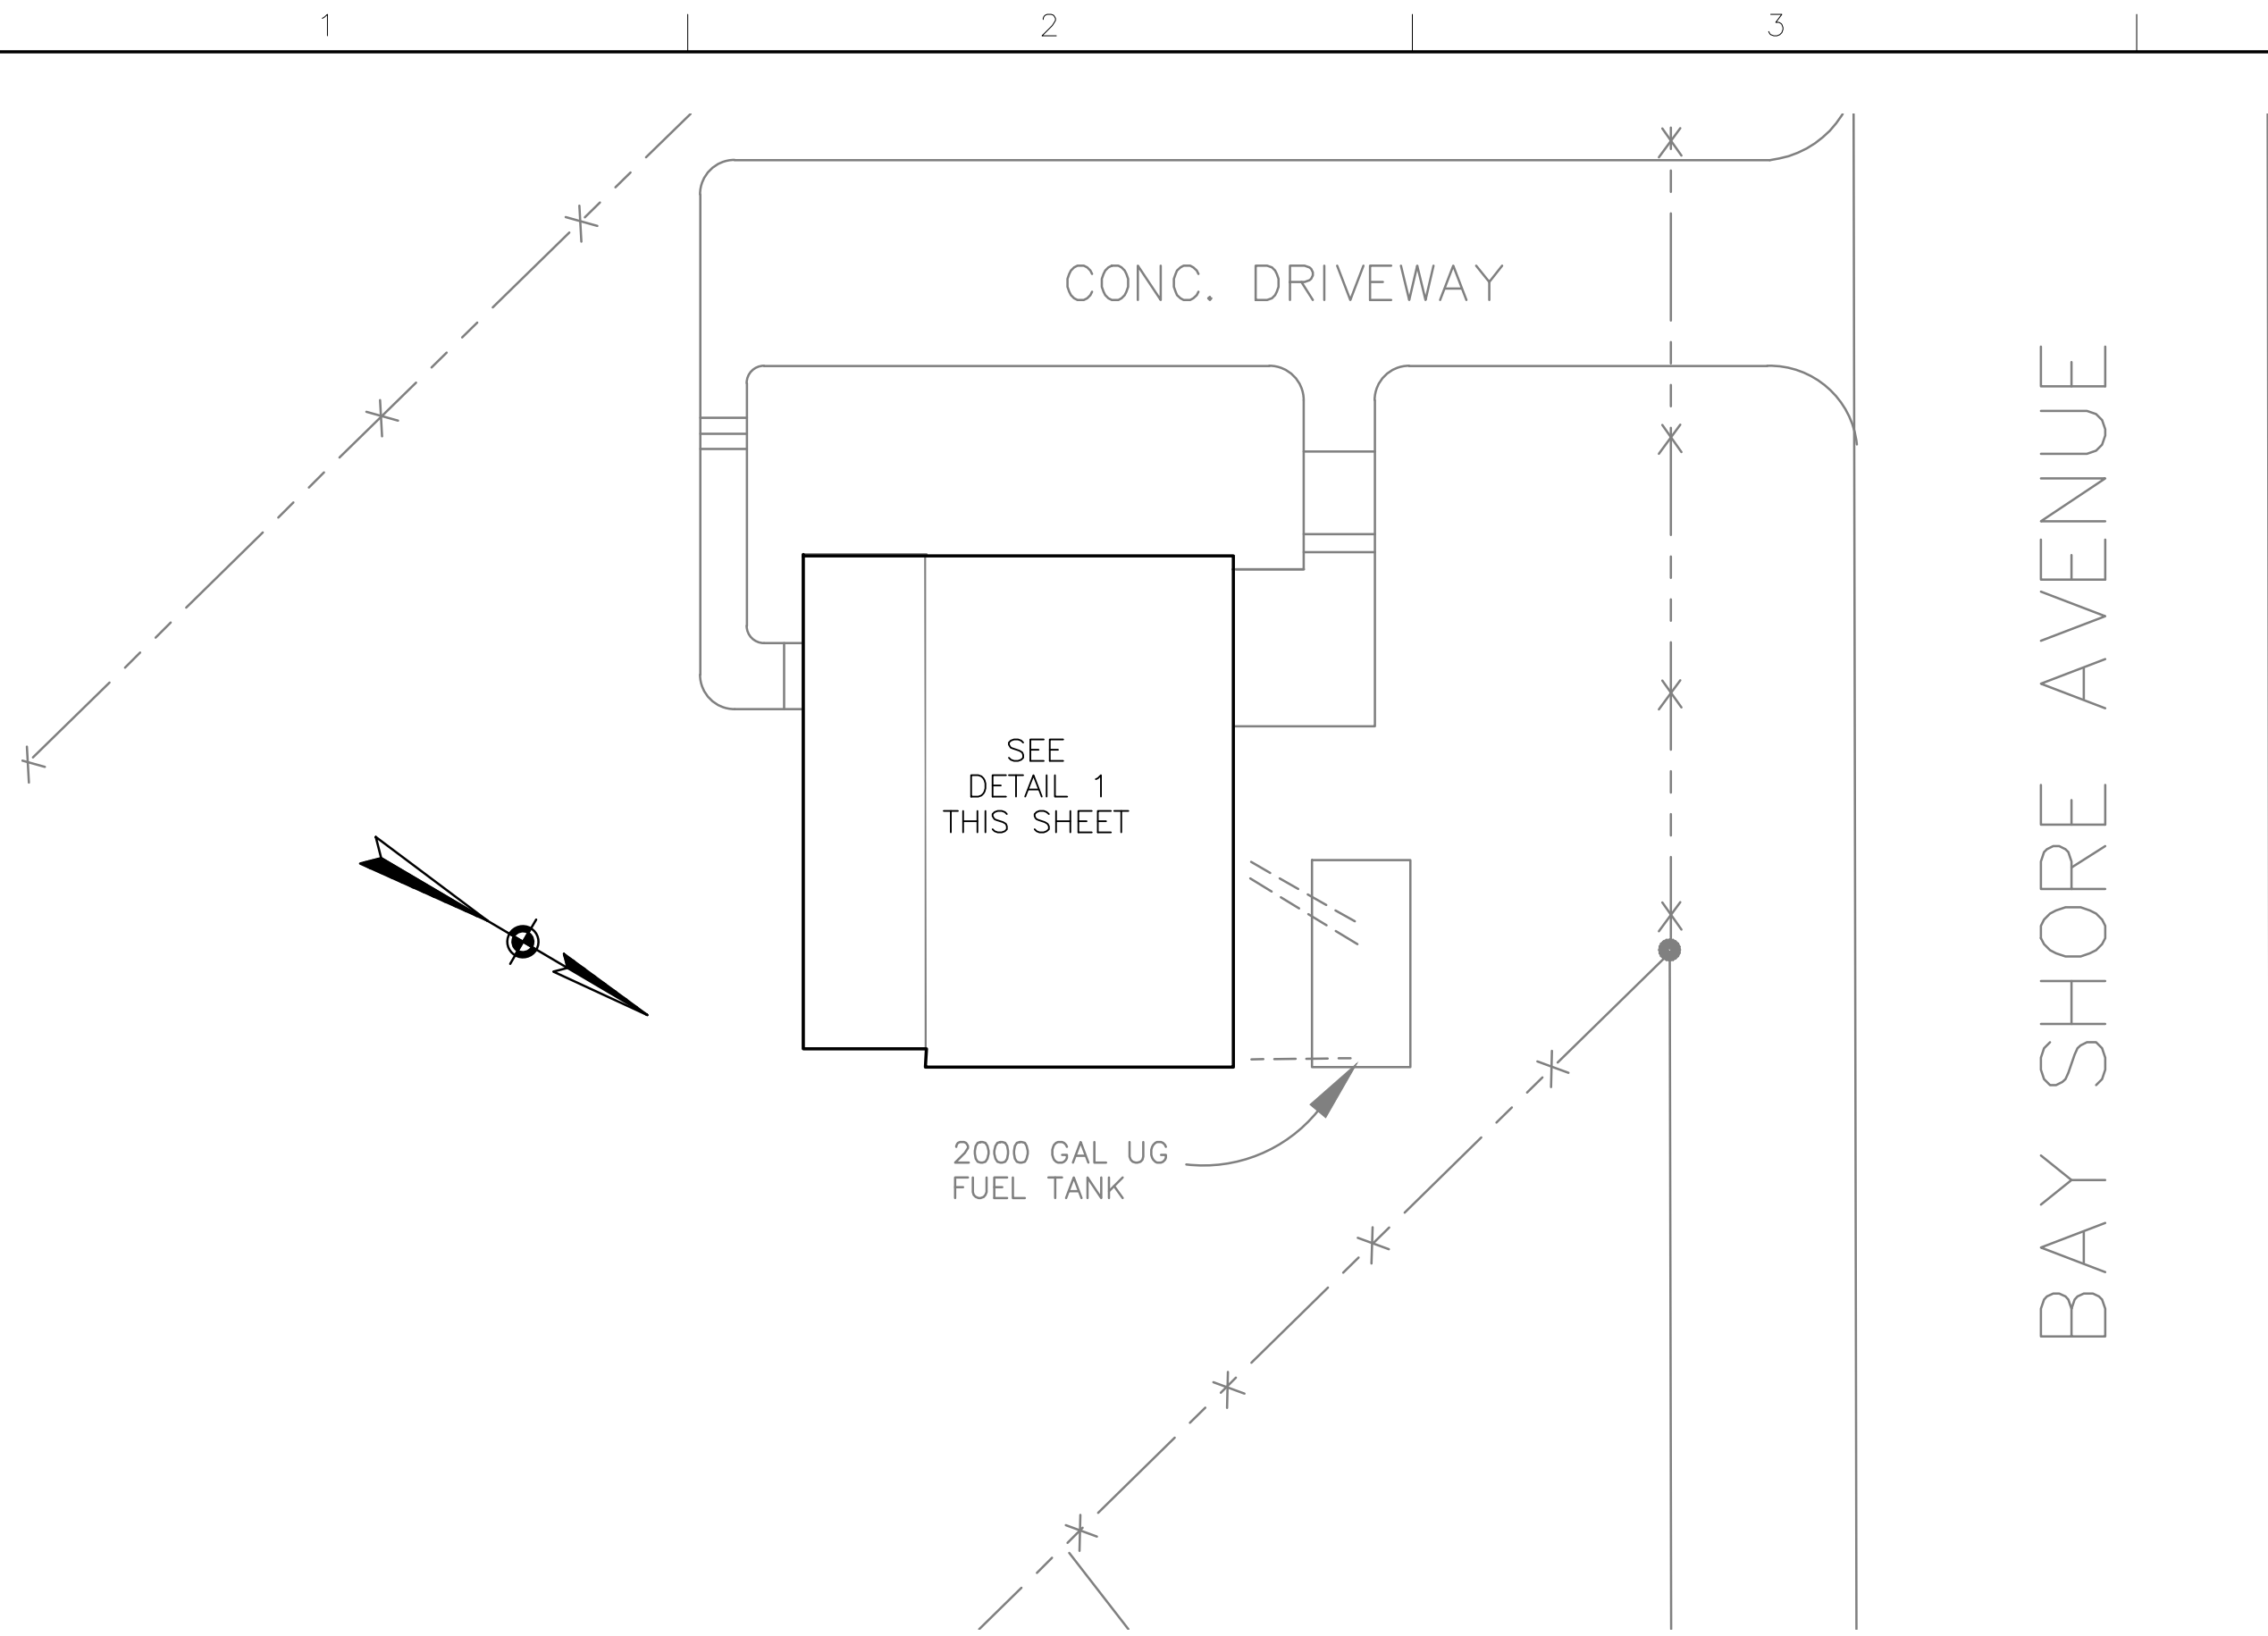 1 2 3
CONC. DRIVEWAY
BAY SHORE AVENUE
SEE
DETAIL 1
THIS SHEET
2000 GAL UG
FUEL TANK